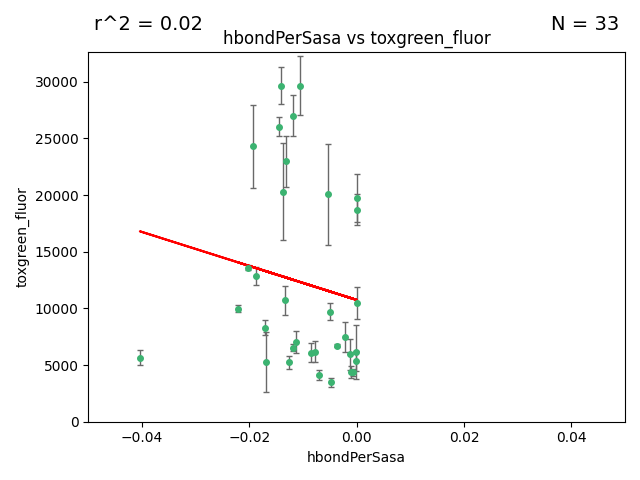 r^2 = 0.02
N = 33
hbondPerSasa vs toxgreen_fluor
30000
25000
20000
15000
10000
5000
0
toxgreen_fluor
−0.04
−0.02
0.00
0.02
0.04
hbondPerSasa